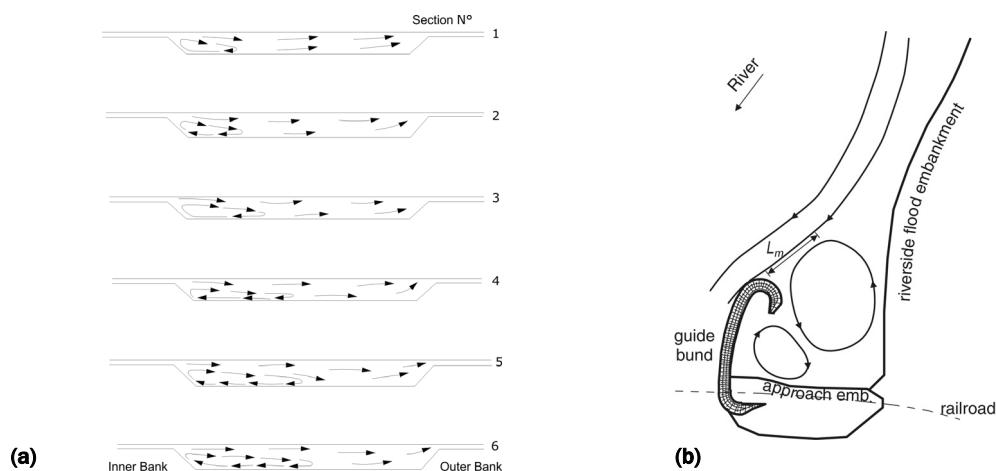 Section Nº
1
2
3
4
5
6
Inner Bank
Outer Bank
(a)
River
riverside flood embankment
Lm
guide
bund
approach emb.
railroad
(b)